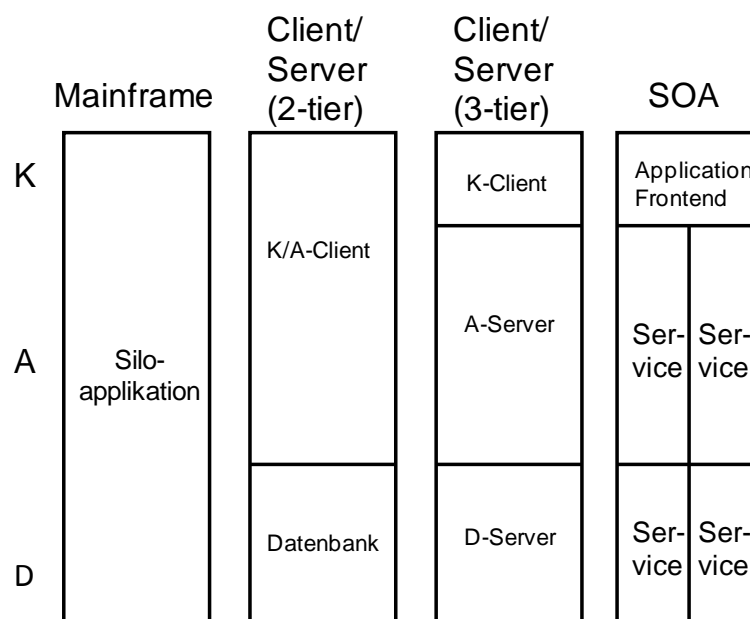 Mainframe
Client/
Server
(2-tier)
Client/
Server
(3-tier)
SOA
K
A
D
Silo-
applikation
K/A-Client
Datenbank
K-Client
A-Server
D-Server
Application
Frontend
Ser-
vice
Ser-
vice
Ser-
vice
Ser-
vice